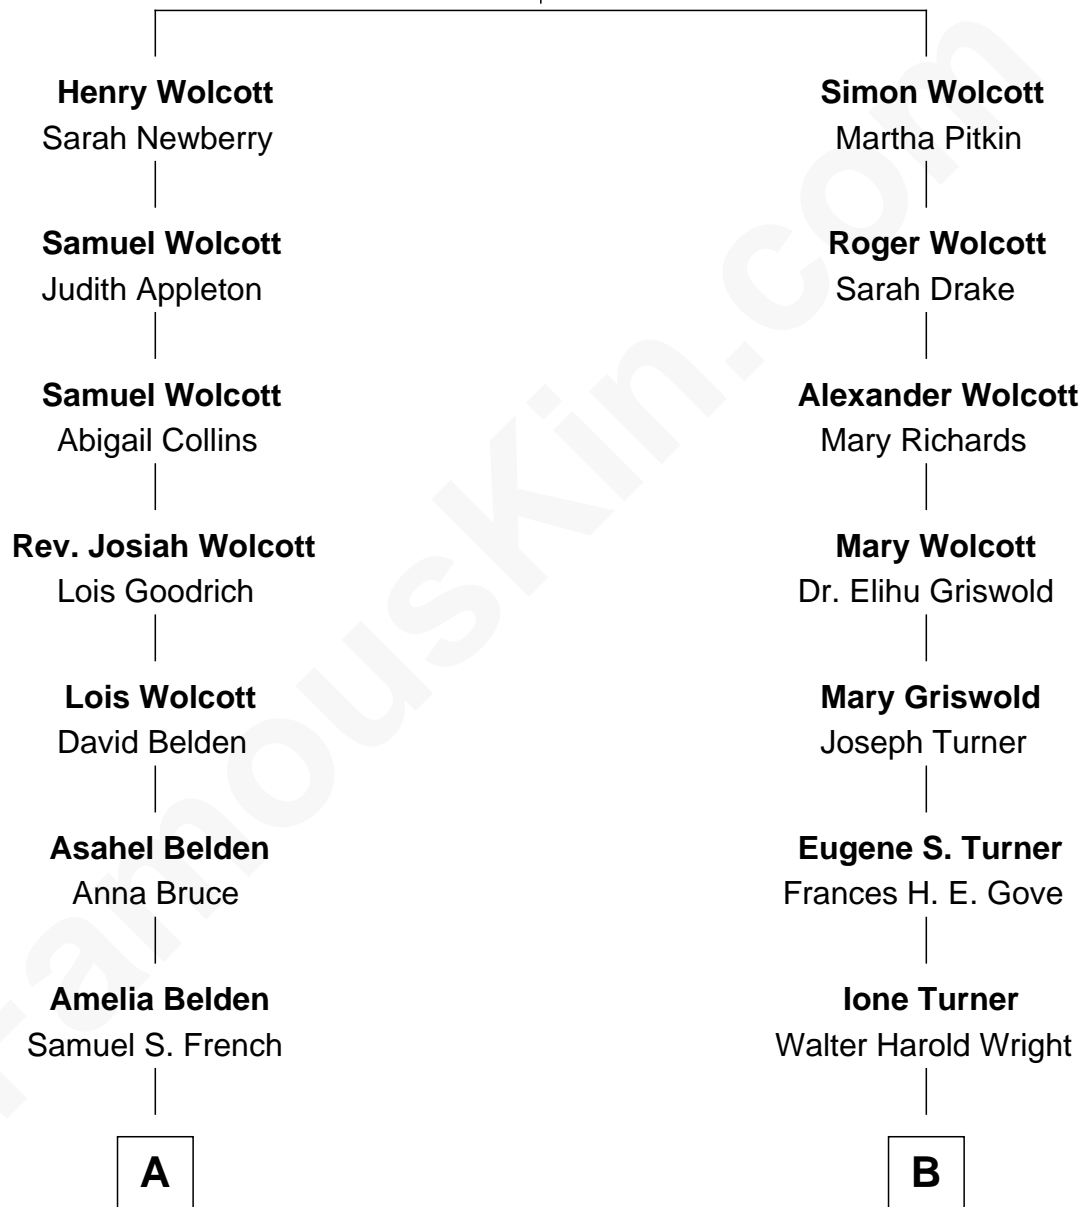 Henry Wolcott
Sarah Newberry
Samuel Wolcott
Judith Appleton
Samuel Wolcott
Abigail Collins
Rev. Josiah Wolcott
Lois Goodrich
Lois Wolcott
David Belden
Asahel Belden
Anna Bruce
Amelia Belden
Samuel S. French
A
Simon Wolcott
Martha Pitkin
Roger Wolcott
Sarah Drake
Alexander Wolcott
Mary Richards
Mary Wolcott
Dr. Elihu Griswold
Mary Griswold
Joseph Turner
Eugene S. Turner
Frances H. E. Gove
Ione Turner
Walter Harold Wright
B
FamousKin.com